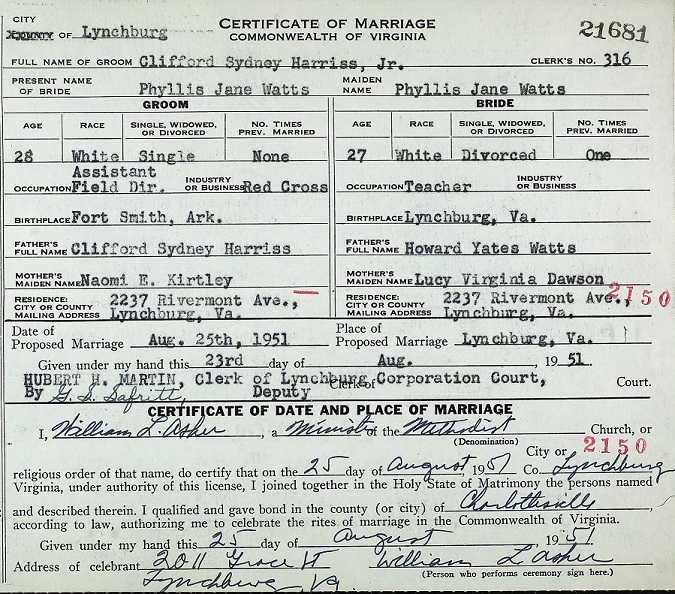 CITY
XCOUNTY OF Lynchburg
CERTIFICATE OF MARRIAGE
COMMONWEALTH OF VIRGINIA
21681
FULL NAME OF GROOM Clifford Sydney Harriss, Jr. CLERK'S NO. 316
PRESENT NAME OF BRIDE Phyllis Jane Watts MAIDEN NAME Phyllis Jane Watts
GROOM BRIDE
AGE RACE SINGLE, WIDOWED, OR DIVORCED NO. TIMES PREV. MARRIED AGE RACE SINGLE, WIDOWED, OR DIVORCED NO. TIMES PREV. MARRIED
28 White Single None 27 White Divorced One
Assistant
OCCUPATION Field Dir. INDUSTRY OR BUSINESS Red Cross OCCUPATION Teacher INDUSTRY OR BUSINESS
BIRTHPLACE Fort Smith, Ark. BIRTHPLACE Lynchburg, Va.
FATHER'S FULL NAME Clifford Sydney Harriss FATHER'S FULL NAME Howard Yates Watts
MOTHER'S MAIDEN NAME Naomi E. Kirtley MOTHER'S MAIDEN NAME Lucy Virginia Dawson
RESIDENCE: 2237 Rivermont Ave., RESIDENCE: 2237 Rivermont Ave., 2150
CITY OR COUNTY MAILING ADDRESS Lynchburg, Va. CITY OR COUNTY MAILING ADDRESS Lynchburg, Va.
Date of Proposed Marriage Aug. 25th, 1951 Place of Proposed Marriage Lynchburg, Va.
Given under my hand this 23rd day of Aug. , 1951
HUBERT H. MARTIN, Clerk of Lynchburg Corporation Court, Clerk of Court.
By G. S. Safritt, Deputy
CERTIFICATE OF DATE AND PLACE OF MARRIAGE
I, William L. Asher, a Minister of the Methodist Church, or
(Denomination)
City or 2150
religious order of that name, do certify that on the 25 day of August, 1951 Co. Lynchburg
Virginia, under authority of this license, I joined together in the Holy State of Matrimony the persons named
and described therein. I qualified and gave bond in the county (or city) of Charlottesville,
according to law, authorizing me to celebrate the rites of marriage in the Commonwealth of Virginia.
Given under my hand this 25 day of August 1951.
Address of celebrant 2011 Grace St William L Asher
Lynchburg, Va (Person who performs ceremony sign here.)